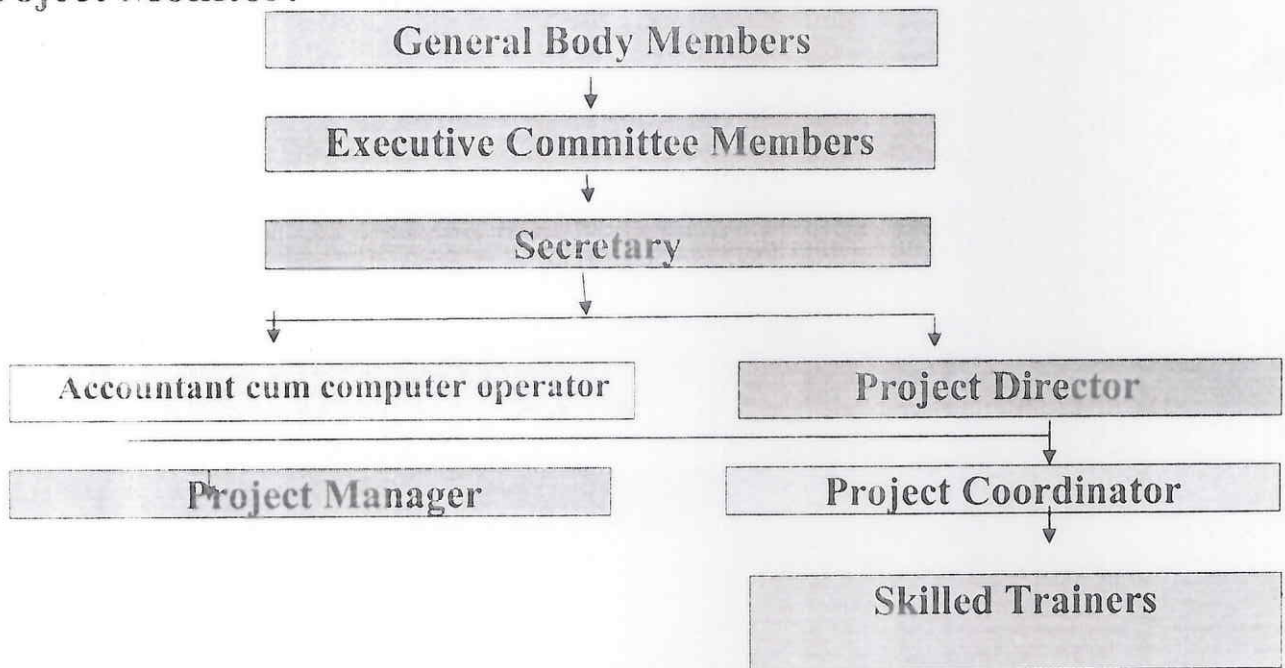 General Body Members
Executive Committee Members
Secretary
Accountant cum computer operator
Project Director
Project Manager
Project Coordinator
Skilled Trainers